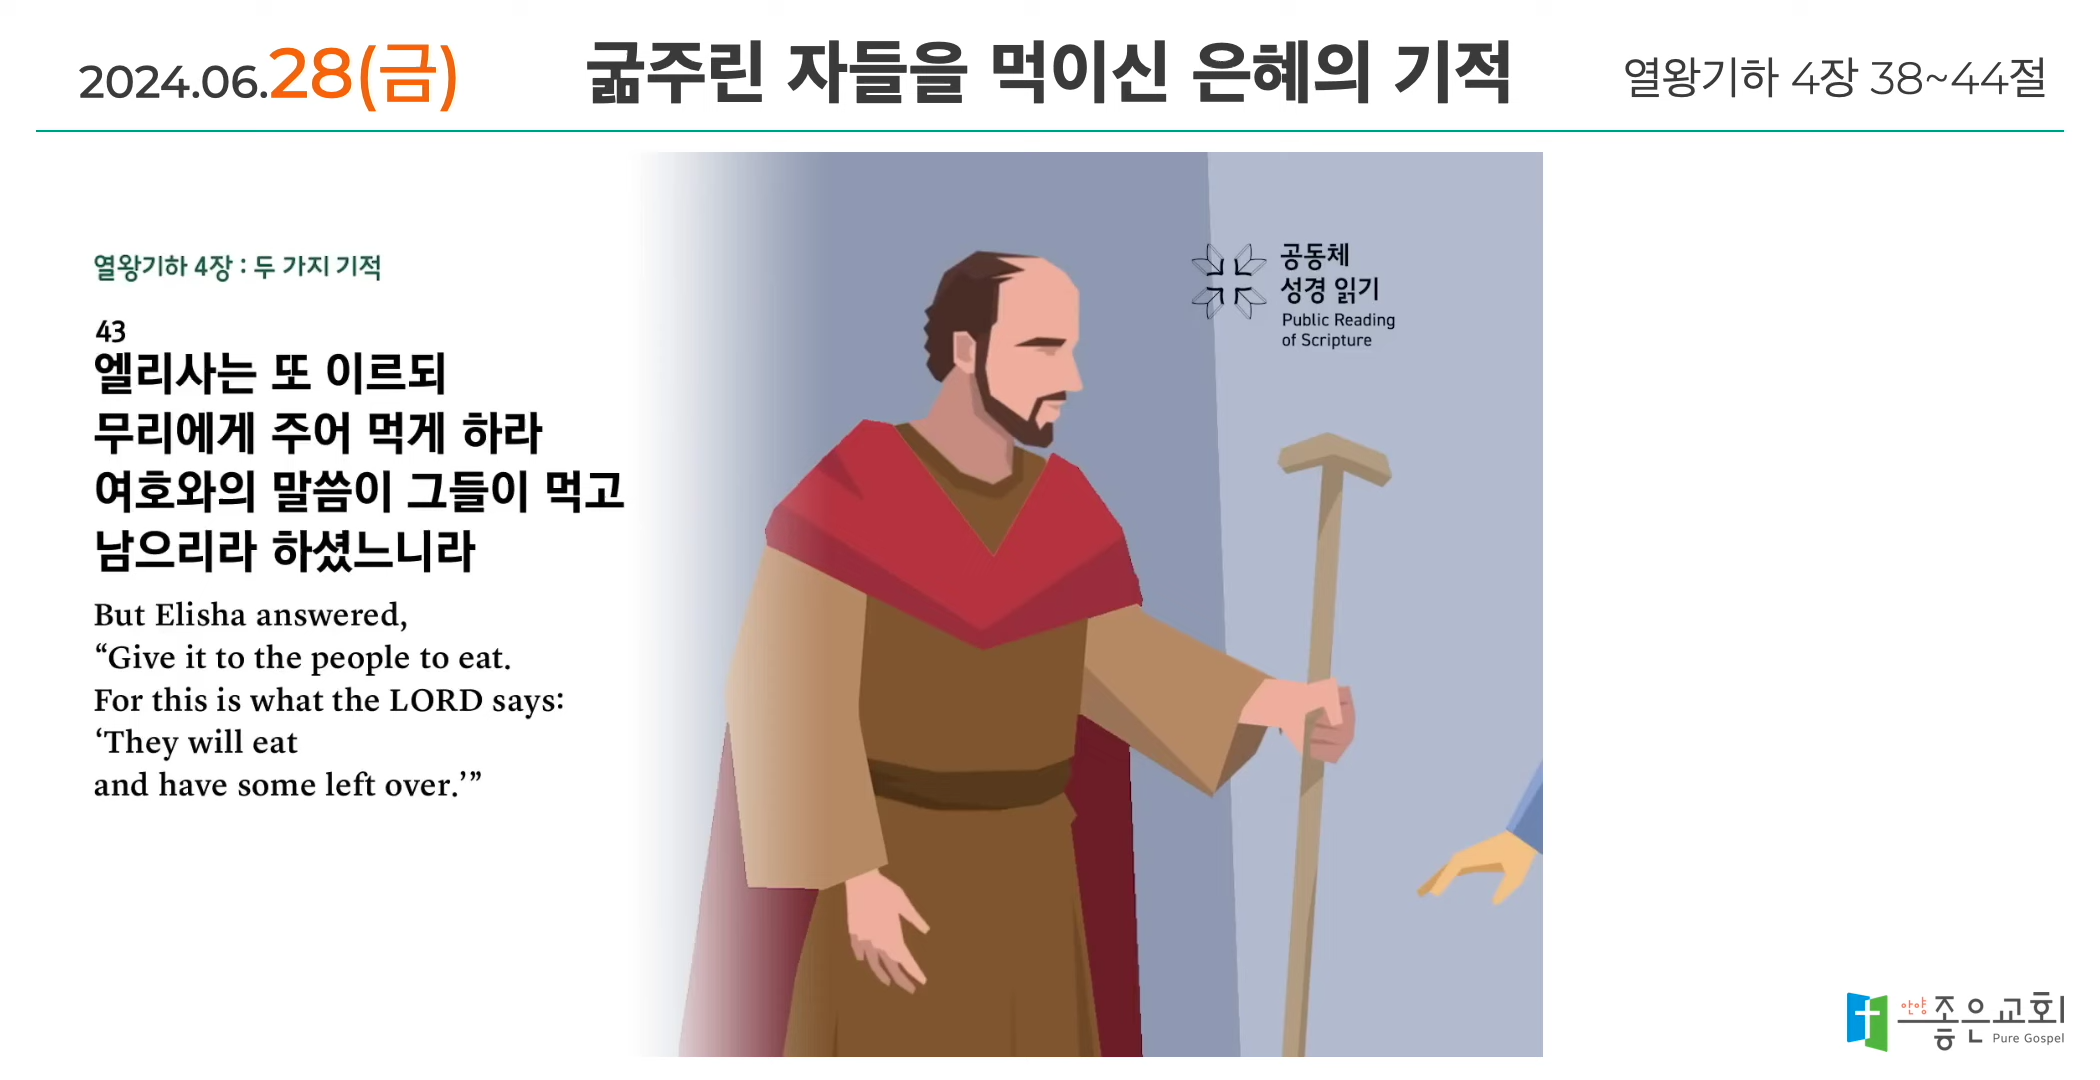 2024.06.28(금)
굶주린 자들을 먹이신 은혜의 기적
열왕기하 4장 38~44절
열왕기하 4장 : 두 가지 기적
43
엘리사는 또 이르되
무리에게 주어 먹게 하라
여호와의 말씀이 그들이 먹고
남으리라 하셨느니라
But Elisha answered,
“Give it to the people to eat.
For this is what the LORD says:
‘They will eat
and have some left over.’”
공동체
성경 읽기
Public Reading
of Scripture
안양 좋은교회
Pure Gospel